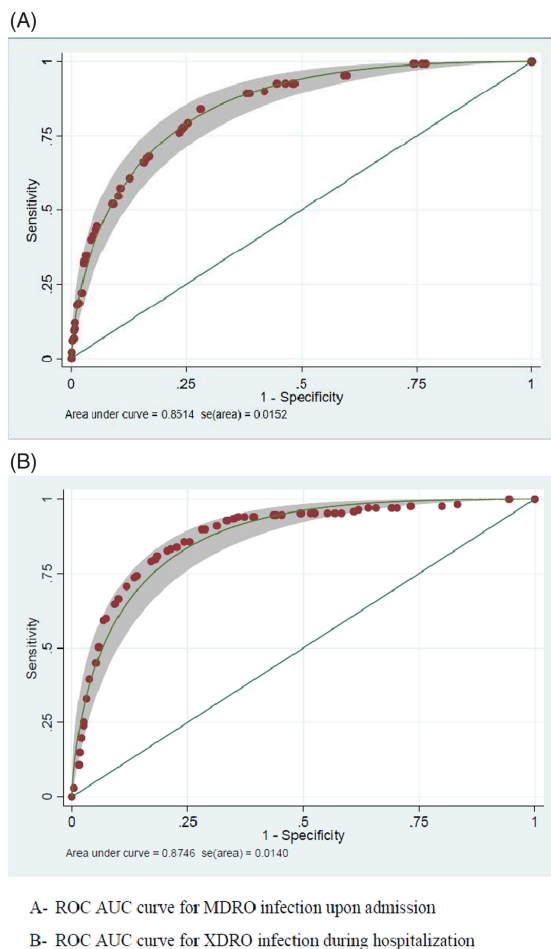 (A)
1
.75
.5
.25
0
Sensitivity
0 .25 .5 .75 1
1 - Specificity
Area under curve = 0.8514 se(area) = 0.0152
(B)
1
.75
.5
.25
0
Sensitivity
0 .25 .5 .75 1
1 - Specificity
Area under curve = 0.8746 se(area) = 0.0140
A- ROC AUC curve for MDRO infection upon admission
B- ROC AUC curve for XDRO infection during hospitalization